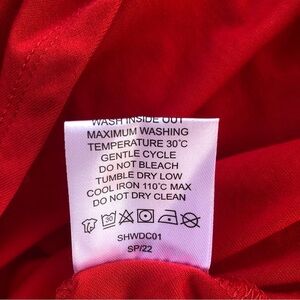 WASH INSIDE OUT
MAXIMUM WASHING
TEMPERATURE 30°C
GENTLE CYCLE
DO NOT BLEACH
TUMBLE DRY LOW
COOL IRON 110°C MAX
DO NOT DRY CLEAN
30
SHWDC01
SP/22